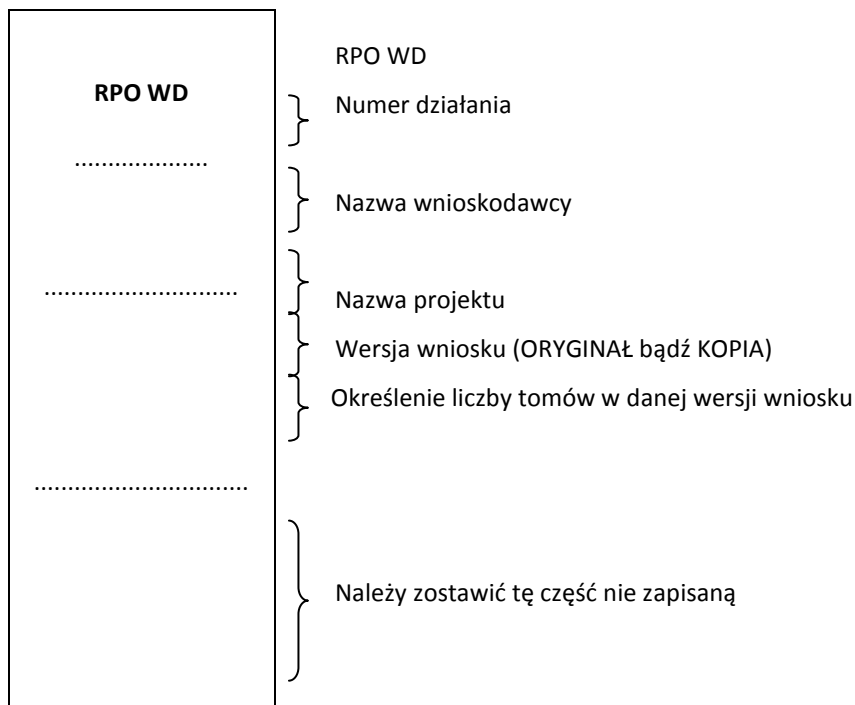 RPO WD
RPO WD
Numer działania
....................
Nazwa wnioskodawcy
.............................
Nazwa projektu
Wersja wniosku (ORYGINAŁ bądź KOPIA)
Określenie liczby tomów w danej wersji wniosku
................................
Należy zostawić tę część nie zapisaną